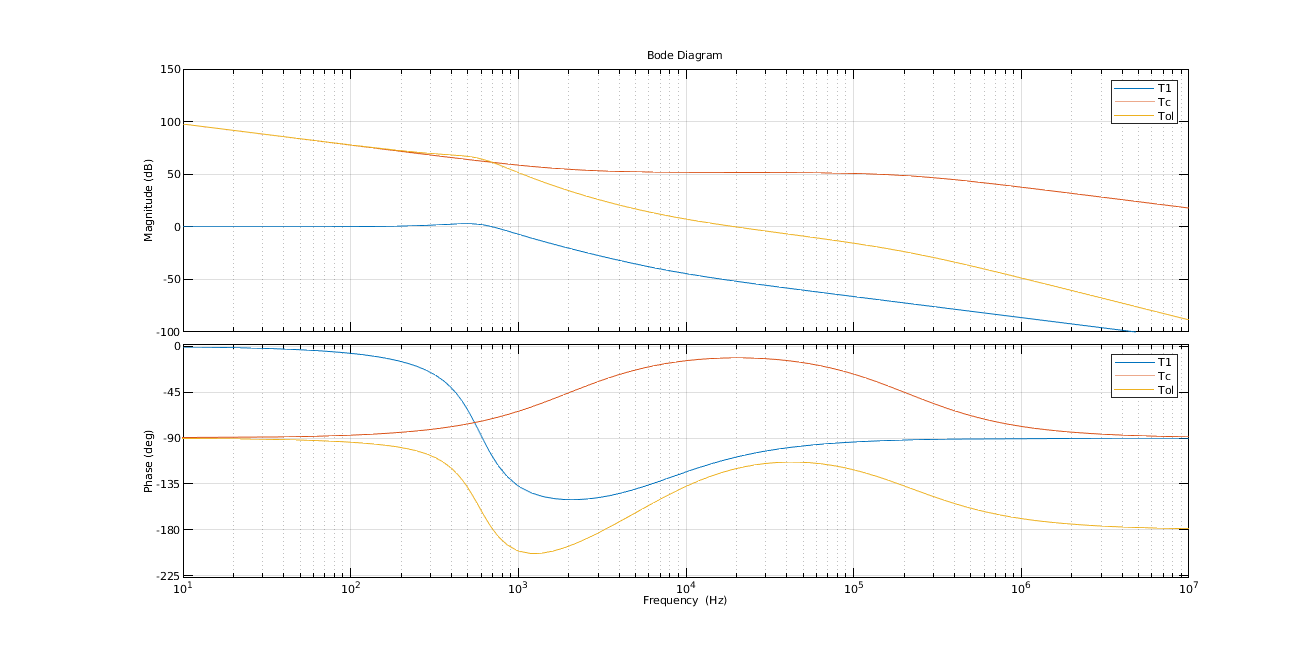 Bode Diagram
Magnitude (dB)
150
100
50
0
-50
-100
T1
Tc
Tol
Phase (deg)
0
-45
-90
-135
-180
-225
T1
Tc
Tol
10^1
10^2
10^3
10^4
10^5
10^6
10^7
Frequency (Hz)